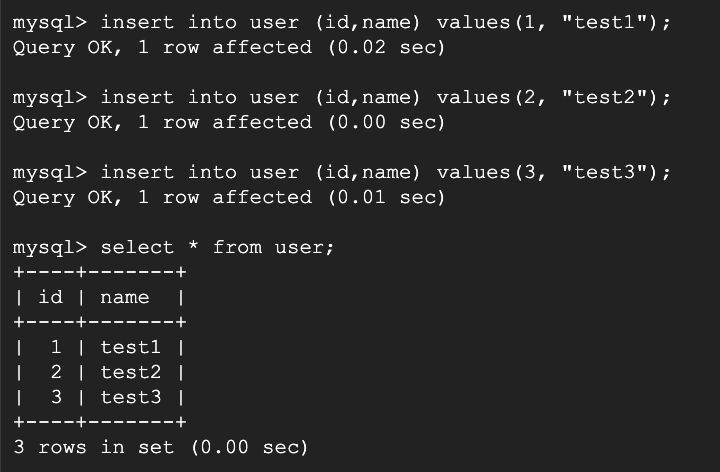 mysql> insert into user (id,name) values(1, "test1");
Query OK, 1 row affected (0.02 sec)

mysql> insert into user (id,name) values(2, "test2");
Query OK, 1 row affected (0.00 sec)

mysql> insert into user (id,name) values(3, "test3");
Query OK, 1 row affected (0.01 sec)

mysql> select * from user;
+----+-------+
| id | name  |
+----+-------+
|  1 | test1 |
|  2 | test2 |
|  3 | test3 |
+----+-------+
3 rows in set (0.00 sec)